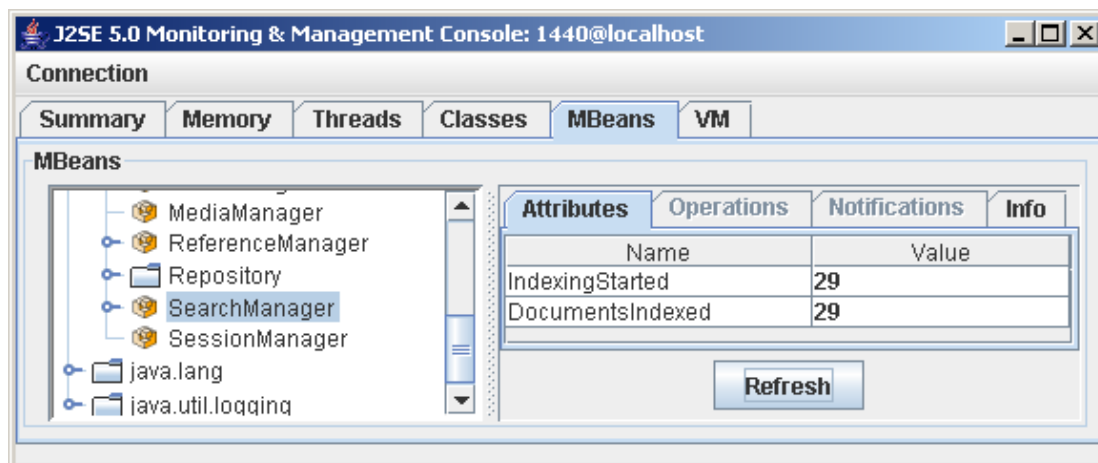 J2SE 5.0 Monitoring & Management Console: 1440@localhost
Connection
Summary Memory Threads Classes MBeans VM
MBeans
MediaManager
ReferenceManager
Repository
SearchManager
SessionManager
java.lang
java.util.logging
Attributes Operations Notifications Info
Name Value
IndexingStarted 29
DocumentsIndexed 29
Refresh